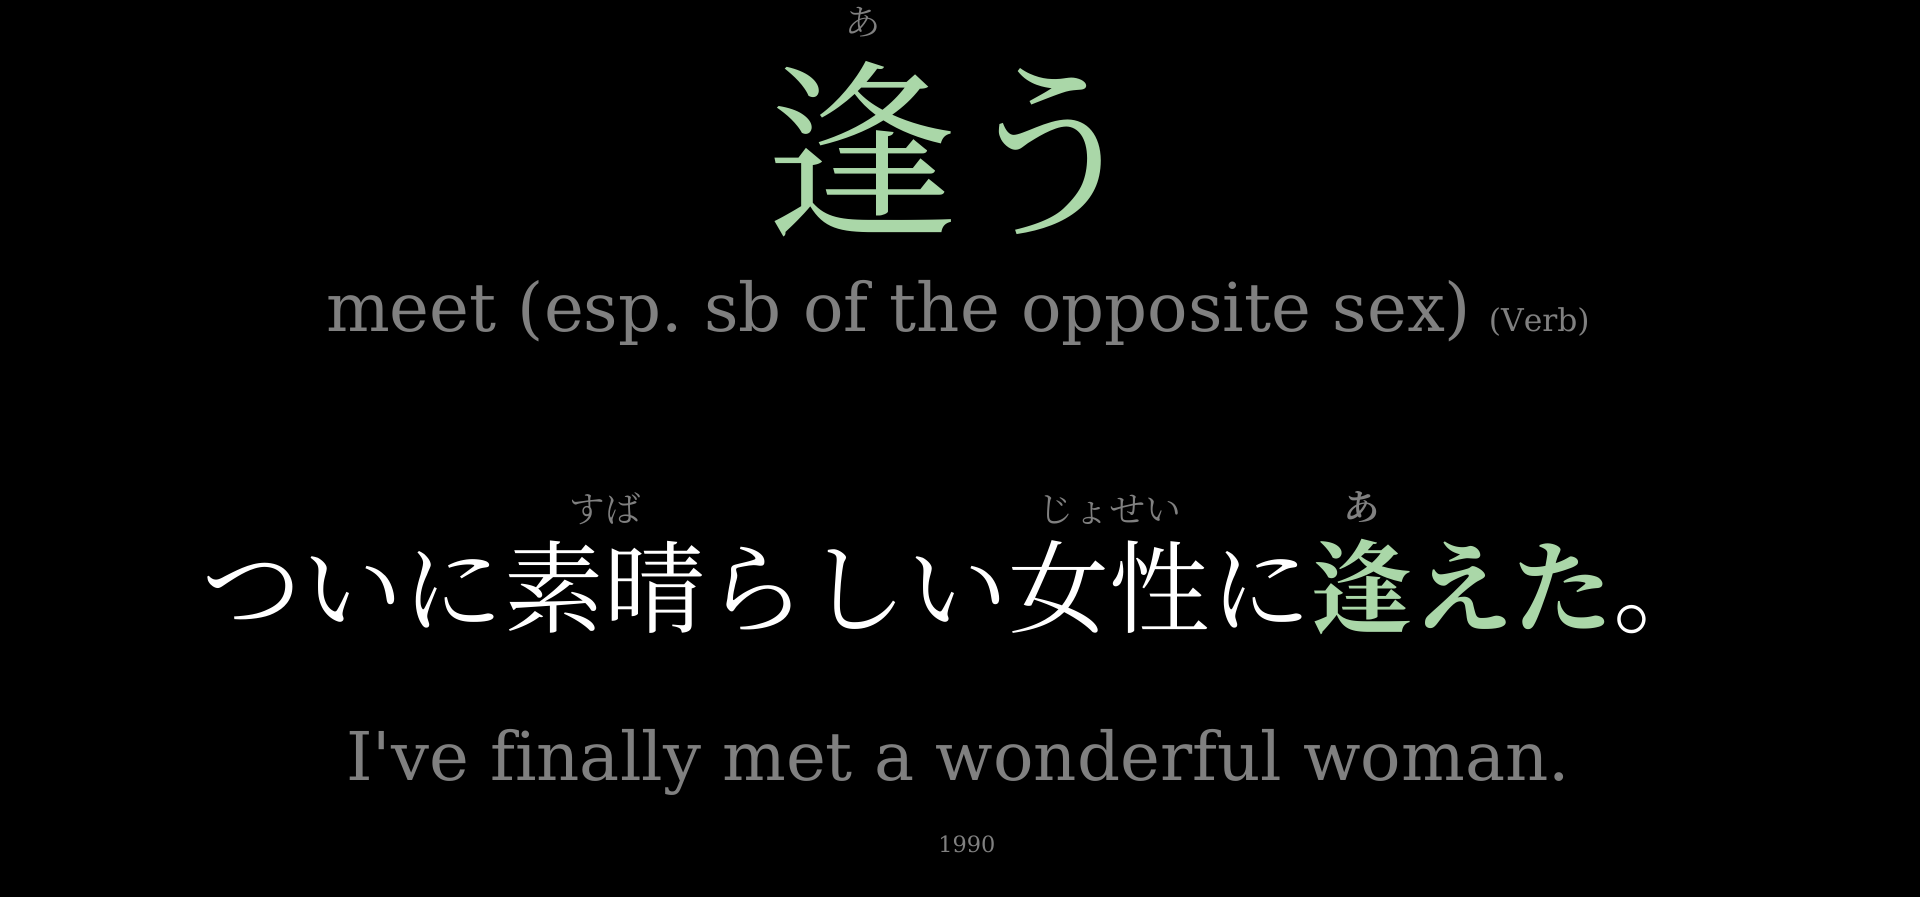 あ
逢う
meet (esp. sb of the opposite sex) (Verb)
すば じょせい あ
ついに素晴らしい女性に逢えた。
I've finally met a wonderful woman.
1990